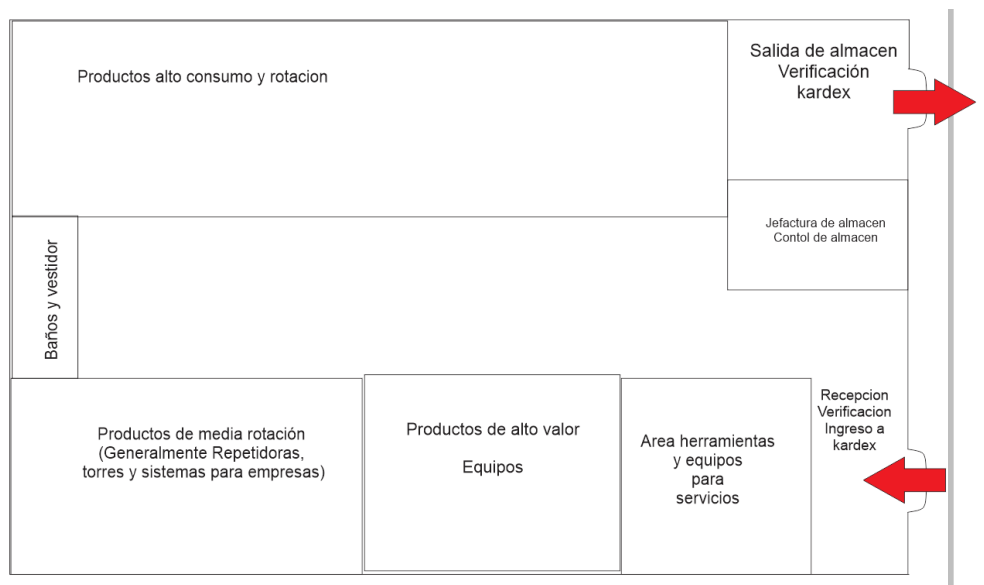 Productos alto consumo y rotacion
Salida de almacen
Verificación
kardex
Jefactura de almacen
Contol de almacen
Baños y vestidor
Productos de media rotación
(Generalmente Repetidoras,
torres y sistemas para empresas)
Productos de alto valor
Equipos
Area herramientas
y equipos
para
servicios
Recepcion
Verificacion
Ingreso a
kardex